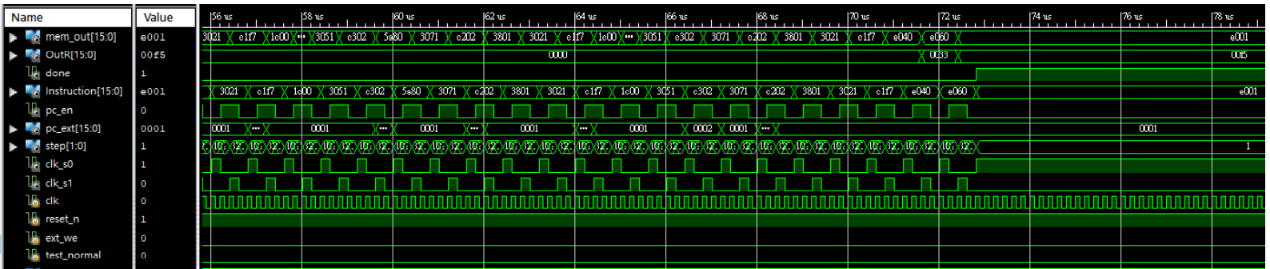 Name Value 56 us 58 us 60 us 62 us 64 us 66 us 68 us 70 us 72 us 74 us 76 us 78 us
mem_out[15:0] e001 3021 c1f7 1c00 ··· 3051 c302 5e80 3071 c202 3801 3021 c1f7 1c00 ··· 3051 c302 3071 c202 3801 3021 c1f7 e040 e060 e001
OutR[15:0] 00f5 0000 0033 00f5
done 1
Instruction[15:0] e001 3021 c1f7 1c00 3051 c302 5e80 3071 c202 3801 3021 c1f7 1c00 3051 c302 3071 c202 3801 3021 c1f7 e040 e060 e001
pc_en 0
pc_ext[15:0] 0001 0001 ··· 0001 ··· 0001 ··· 0001 ··· 0001 0002 0001 ··· 0001
step[1:0] 1 1
clk_s0 1
clk_s1 0
clk 0
reset_n 1
ext_we 0
test_normal 0